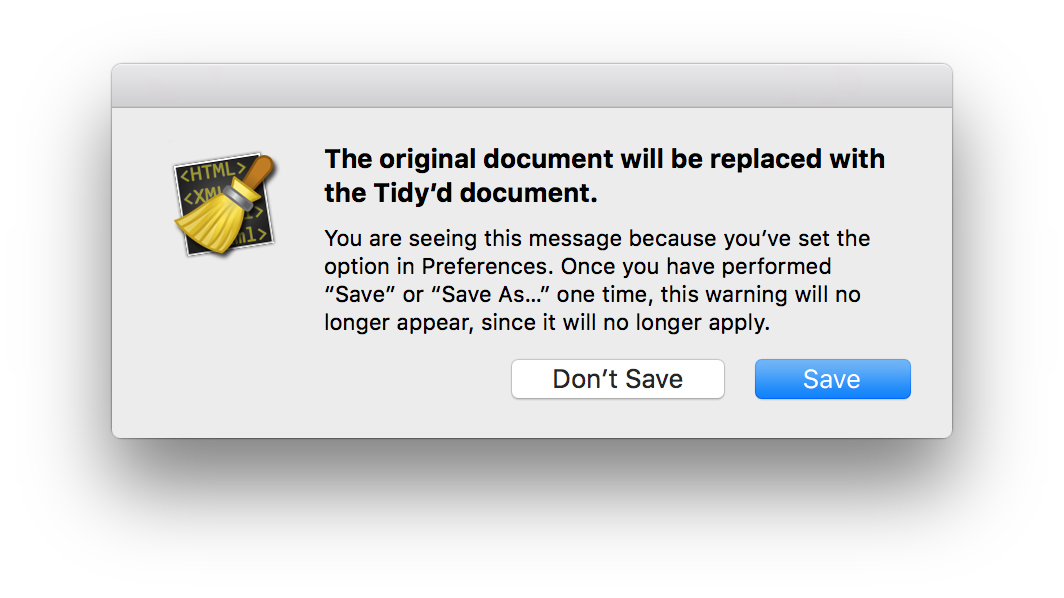 <HTML>
<XML
ml>
The original document will be replaced with
the Tidy’d document.
You are seeing this message because you’ve set the
option in Preferences. Once you have performed
“Save” or “Save As…” one time, this warning will no
longer appear, since it will no longer apply.
Don’t Save
Save